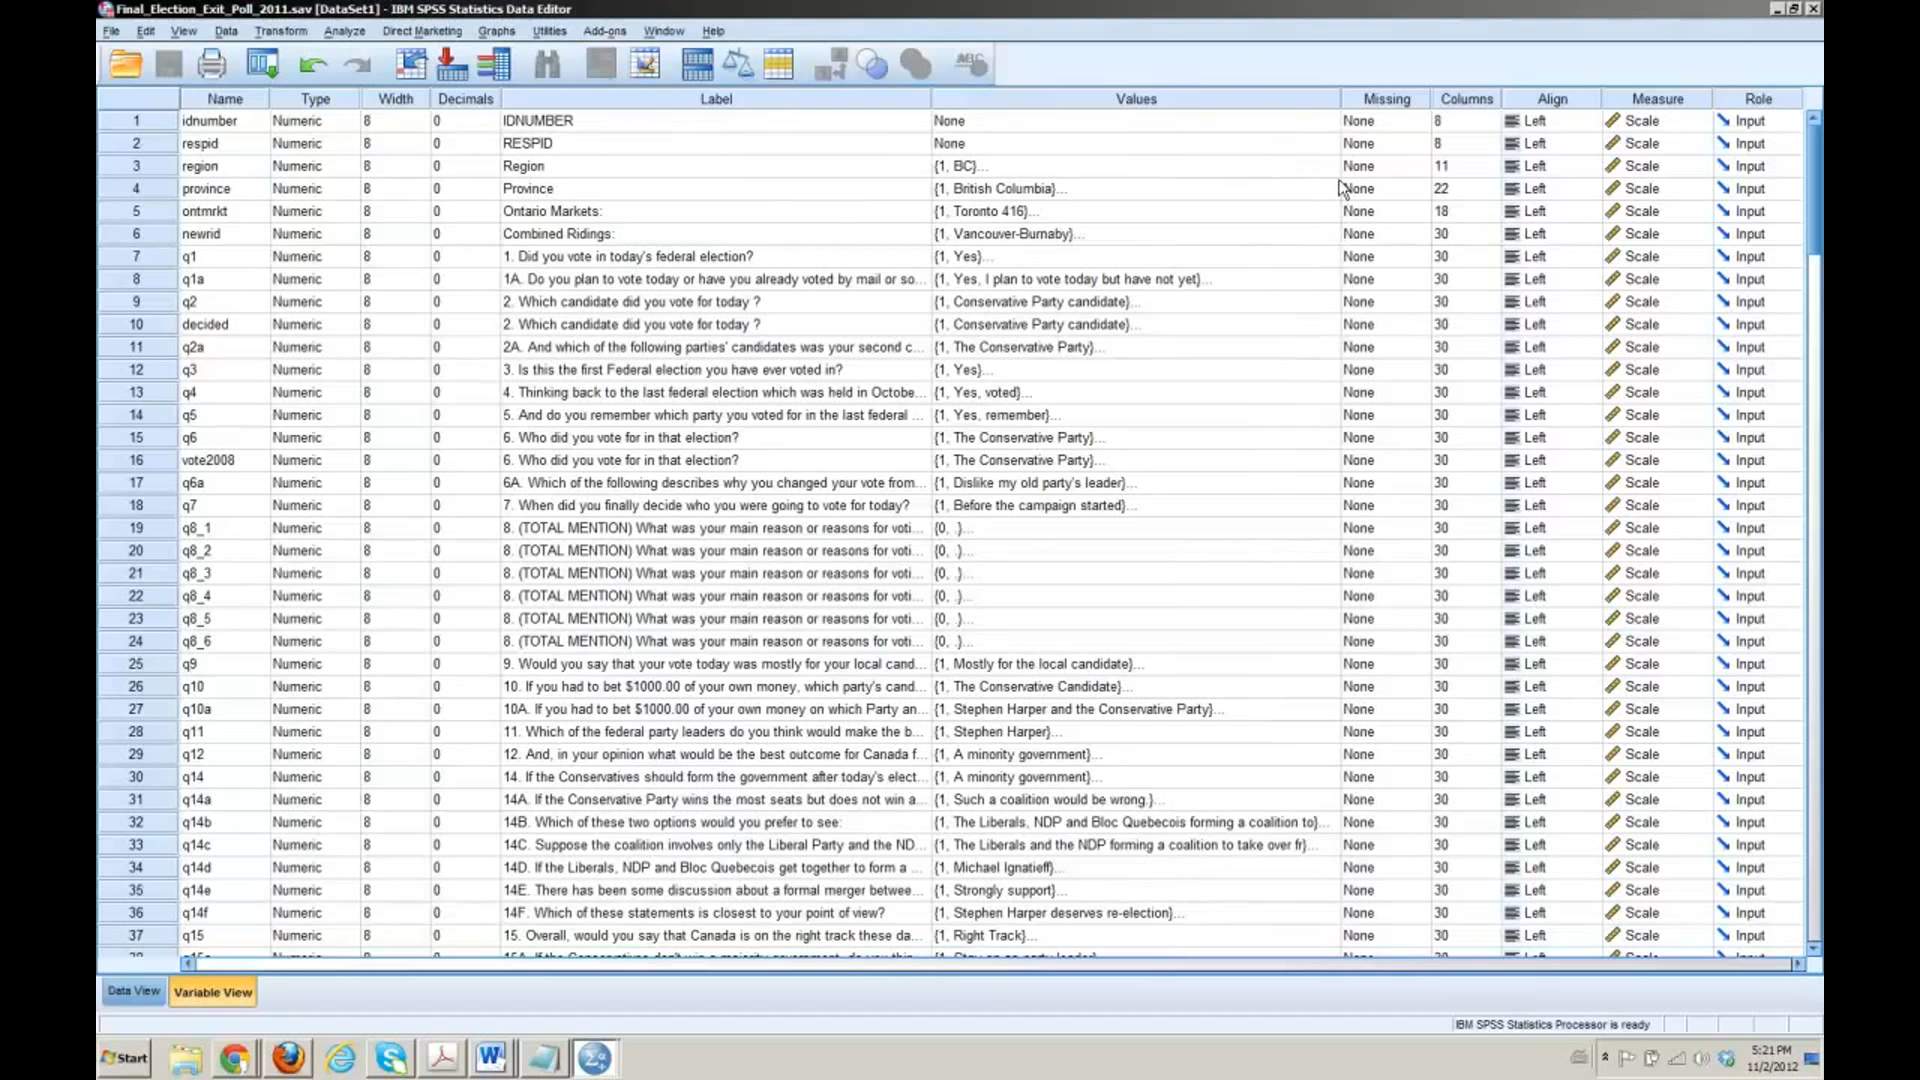 Final_Election_Exit_Poll_2011.sav [DataSet1] - IBM SPSS Statistics Data Editor
File Edit View Data Transform Analyze Direct Marketing Graphs Utilities Add-ons Window Help
Name Type Width Decimals Label Values Missing Columns Align Measure Role
1 idnumber Numeric 8 0 IDNUMBER None None 8 Left Scale Input
2 respid Numeric 8 0 RESPID None None 8 Left Scale Input
3 region Numeric 8 0 Region {1, BC}... None 11 Left Scale Input
4 province Numeric 8 0 Province {1, British Columbia}... None 22 Left Scale Input
5 ontmrkt Numeric 8 0 Ontario Markets: {1, Toronto 416}... None 18 Left Scale Input
6 newrid Numeric 8 0 Combined Ridings: {1, Vancouver-Burnaby}... None 30 Left Scale Input
7 q1 Numeric 8 0 1. Did you vote in today's federal election? {1, Yes}... None 30 Left Scale Input
8 q1a Numeric 8 0 1A. Do you plan to vote today or have you already voted by mail or so... {1, Yes, I plan to vote today but have not yet}... None 30 Left Scale Input
9 q2 Numeric 8 0 2. Which candidate did you vote for today ? {1, Conservative Party candidate}... None 30 Left Scale Input
10 decided Numeric 8 0 2. Which candidate did you vote for today ? {1, Conservative Party candidate}... None 30 Left Scale Input
11 q2a Numeric 8 0 2A. And which of the following parties' candidates was your second c... {1, The Conservative Party}... None 30 Left Scale Input
12 q3 Numeric 8 0 3. Is this the first Federal election you have ever voted in? {1, Yes}... None 30 Left Scale Input
13 q4 Numeric 8 0 4. Thinking back to the last federal election which was held in Octobe... {1, Yes, voted}... None 30 Left Scale Input
14 q5 Numeric 8 0 5. And do you remember which party you voted for in the last federal ... {1, Yes, remember}... None 30 Left Scale Input
15 q6 Numeric 8 0 6. Who did you vote for in that election? {1, The Conservative Party}... None 30 Left Scale Input
16 vote2008 Numeric 8 0 6. Who did you vote for in that election? {1, The Conservative Party}... None 30 Left Scale Input
17 q6a Numeric 8 0 6A. Which of the following describes why you changed your vote from... {1, Dislike my old party's leader}... None 30 Left Scale Input
18 q7 Numeric 8 0 7. When did you finally decide who you were going to vote for today? {1, Before the campaign started}... None 30 Left Scale Input
19 q8_1 Numeric 8 0 8. (TOTAL MENTION) What was your main reason or reasons for voti... {0, .}... None 30 Left Scale Input
20 q8_2 Numeric 8 0 8. (TOTAL MENTION) What was your main reason or reasons for voti... {0, .}... None 30 Left Scale Input
21 q8_3 Numeric 8 0 8. (TOTAL MENTION) What was your main reason or reasons for voti... {0, .}... None 30 Left Scale Input
22 q8_4 Numeric 8 0 8. (TOTAL MENTION) What was your main reason or reasons for voti... {0, .}... None 30 Left Scale Input
23 q8_5 Numeric 8 0 8. (TOTAL MENTION) What was your main reason or reasons for voti... {0, .}... None 30 Left Scale Input
24 q8_6 Numeric 8 0 8. (TOTAL MENTION) What was your main reason or reasons for voti... {0, .}... None 30 Left Scale Input
25 q9 Numeric 8 0 9. Would you say that your vote today was mostly for your local cand... {1, Mostly for the local candidate}... None 30 Left Scale Input
26 q10 Numeric 8 0 10. If you had to bet $1000.00 of your own money, which party's cand... {1, The Conservative Candidate}... None 30 Left Scale Input
27 q10a Numeric 8 0 10A. If you had to bet $1000.00 of your own money on which Party an... {1, Stephen Harper and the Conservative Party}... None 30 Left Scale Input
28 q11 Numeric 8 0 11. Which of the federal party leaders do you think would make the b... {1, Stephen Harper}... None 30 Left Scale Input
29 q12 Numeric 8 0 12. And, in your opinion what would be the best outcome for Canada f... {1, A minority government}... None 30 Left Scale Input
30 q14 Numeric 8 0 14. If the Conservatives should form the government after today's elect... {1, A minority government}... None 30 Left Scale Input
31 q14a Numeric 8 0 14A. If the Conservative Party wins the most seats but does not win a... {1, Such a coalition would be wrong.}... None 30 Left Scale Input
32 q14b Numeric 8 0 14B. Which of these two options would you prefer to see: {1, The Liberals, NDP and Bloc Quebecois forming a coalition to}... None 30 Left Scale Input
33 q14c Numeric 8 0 14C. Suppose the coalition involves only the Liberal Party and the ND... {1, The Liberals and the NDP forming a coalition to take over fr}... None 30 Left Scale Input
34 q14d Numeric 8 0 14D. If the Liberals, NDP and Bloc Quebecois get together to form a ... {1, Michael Ignatieff}... None 30 Left Scale Input
35 q14e Numeric 8 0 14E. There has been some discussion about a formal merger betwee... {1, Strongly support}... None 30 Left Scale Input
36 q14f Numeric 8 0 14F. Which of these statements is closest to your point of view? {1, Stephen Harper deserves re-election}... None 30 Left Scale Input
37 q15 Numeric 8 0 15. Overall, would you say that Canada is on the right track these da... {1, Right Track}... None 30 Left Scale Input
Data View Variable View
IBM SPSS Statistics Processor is ready
Start
5:21 PM
11/2/2012